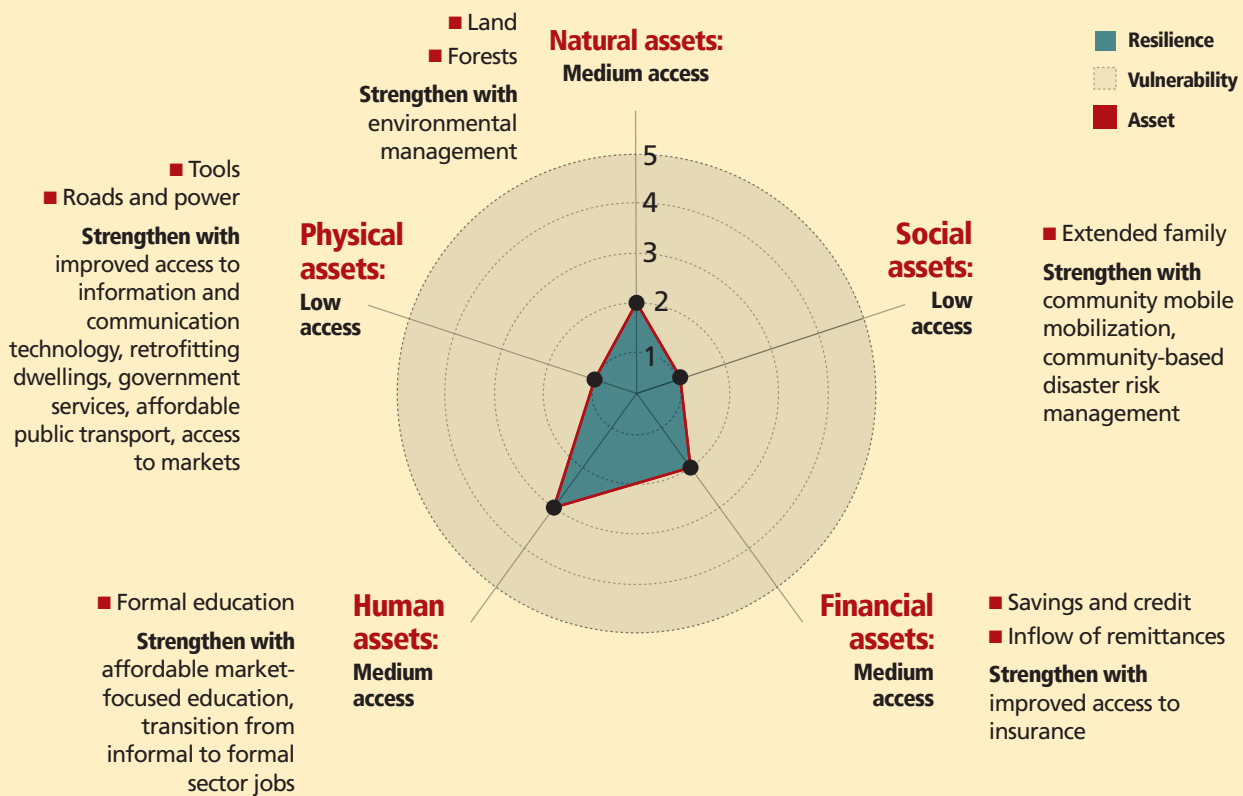 Land
Forests
Strengthen with
environmental
management
Natural assets:
Medium access
Resilience
Vulnerability
Asset
5
4
3
2
1
Tools
Roads and power
Strengthen with
improved access to
information and
communication
technology, retrofitting
dwellings, government
services, affordable
public transport, access
to markets
Physical
assets:
Low
access
Social
assets:
Low
access
Extended family
Strengthen with
community mobile
mobilization,
community-based
disaster risk
management
Formal education
Strengthen with
affordable market-
focused education,
transition from
informal to formal
sector jobs
Human
assets:
Medium
access
Financial
assets:
Medium
access
Savings and credit
Inflow of remittances
Strengthen with
improved access to
insurance